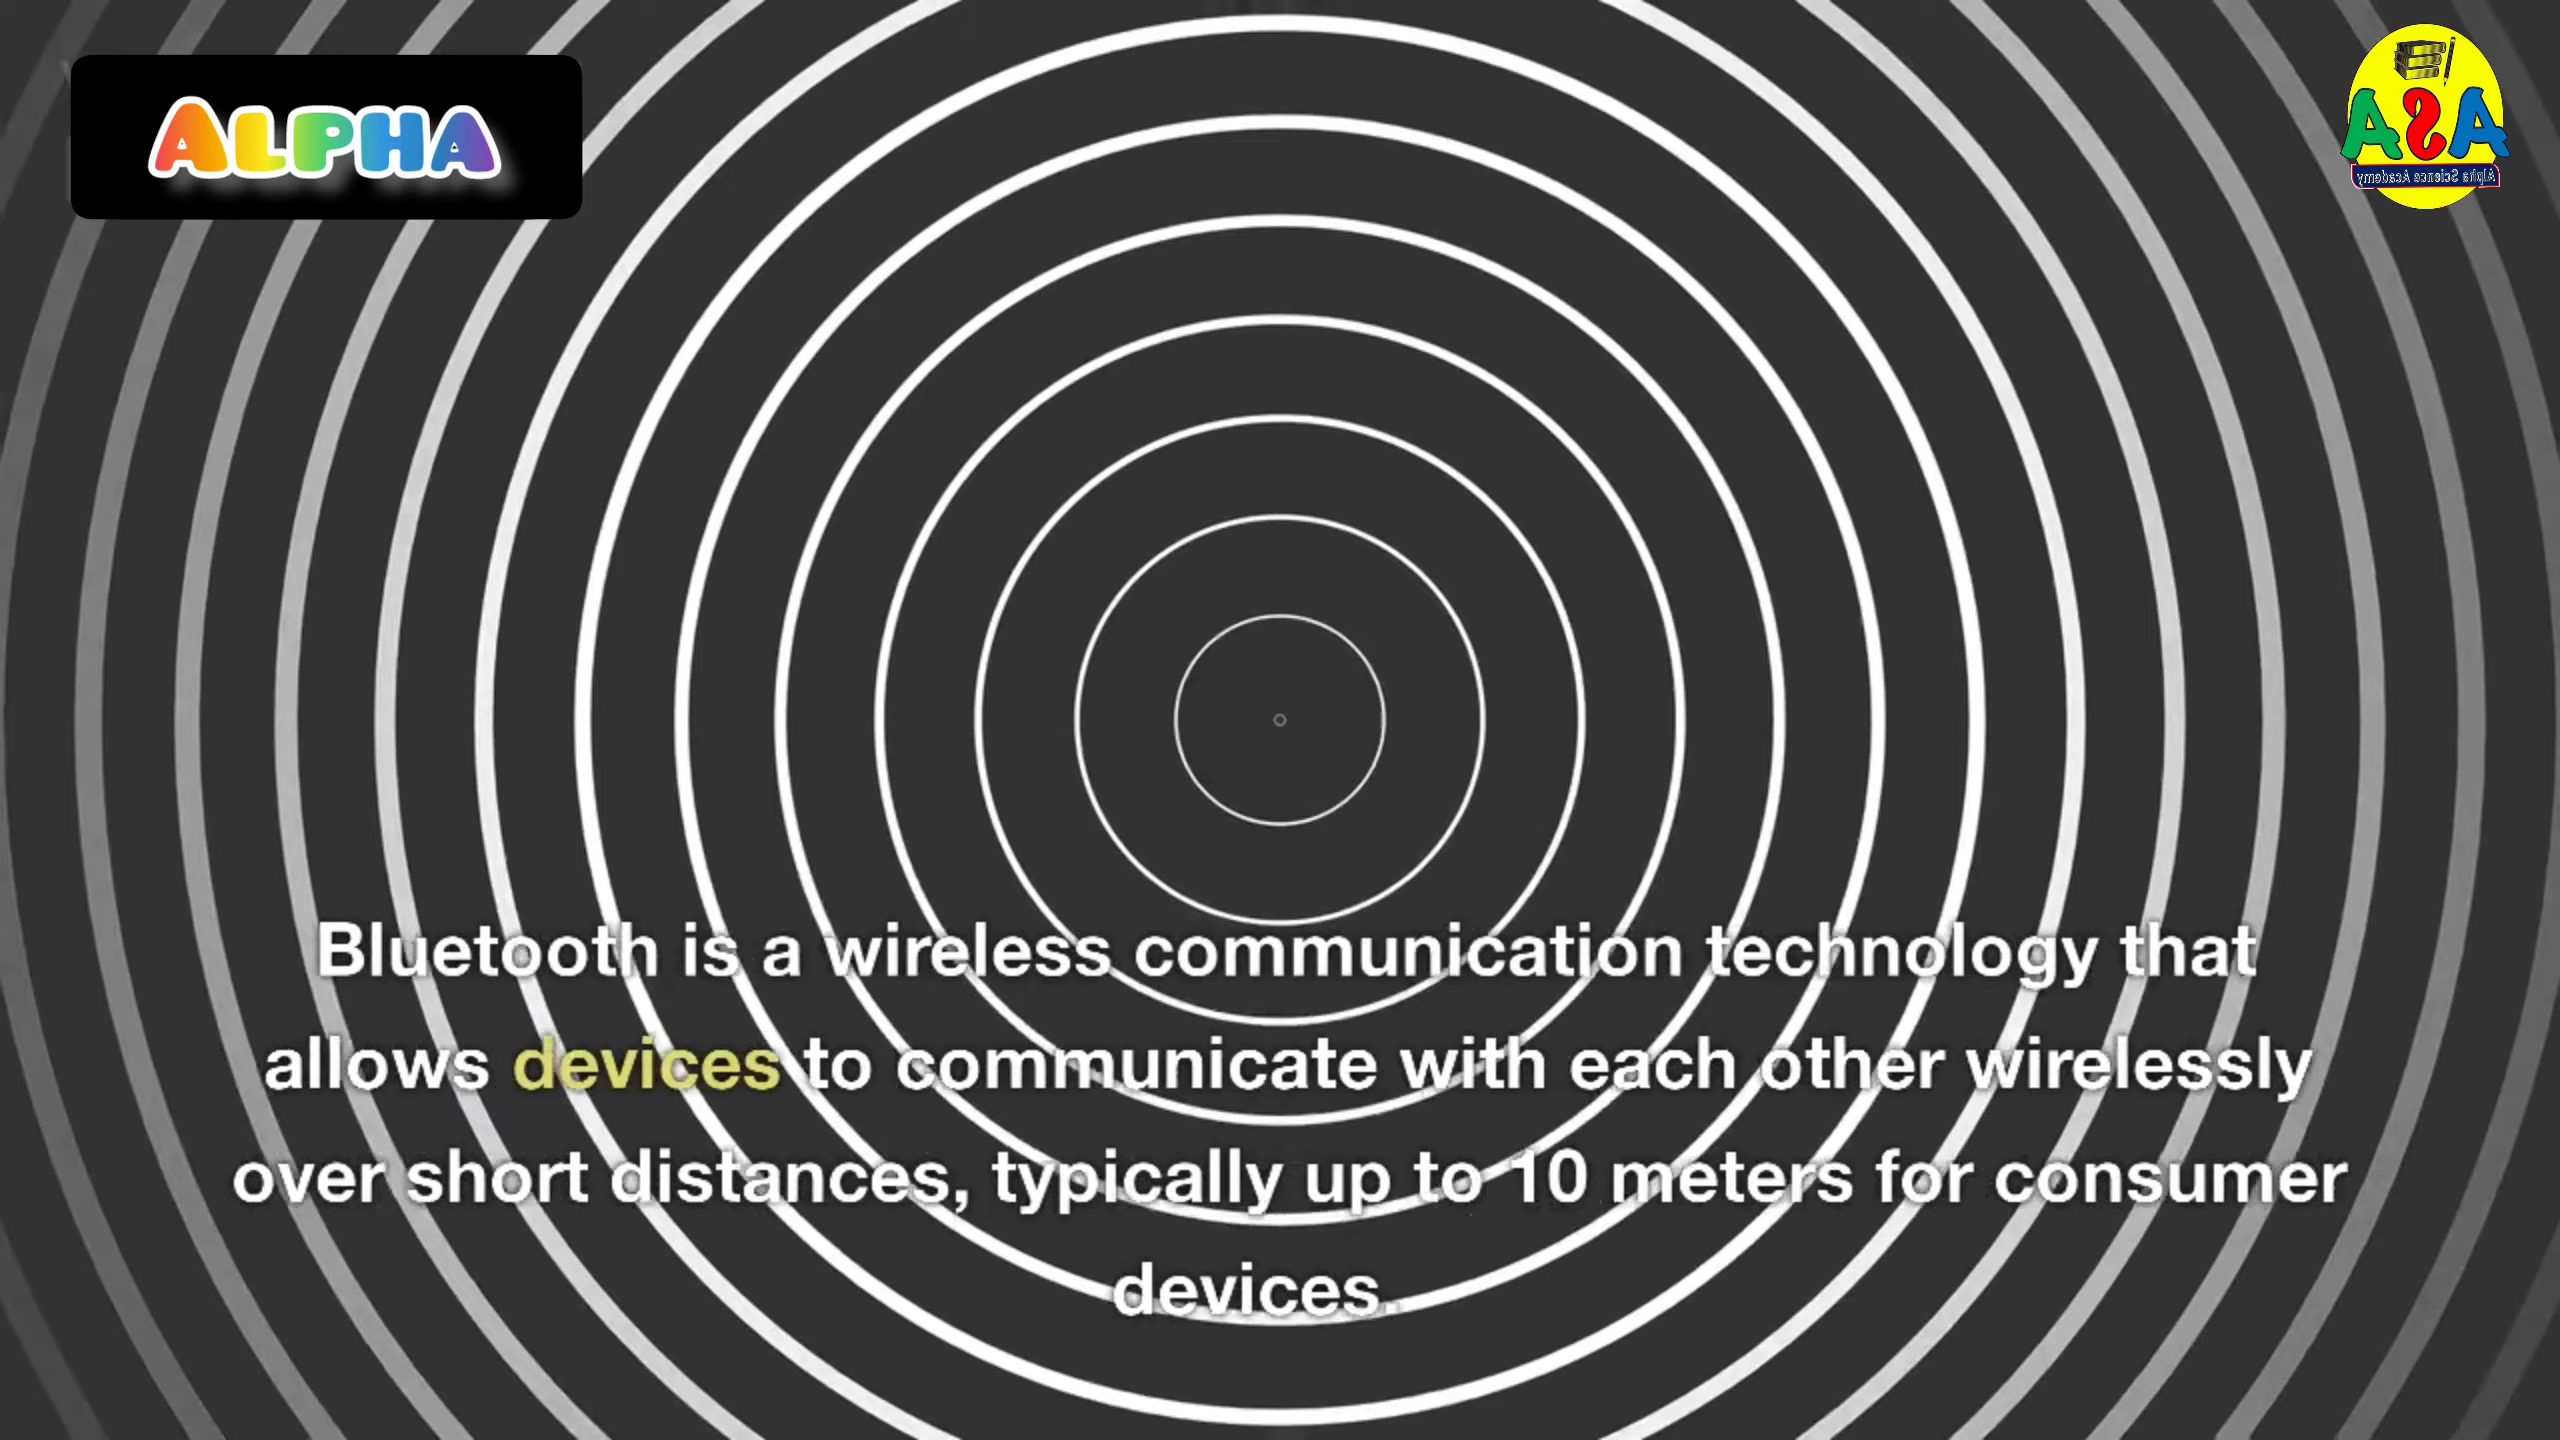 ALPHA
ASA
Alpha Science Academy
Bluetooth is a wireless communication technology that
allows devices to communicate with each other wirelessly
over short distances, typically up to 10 meters for consumer
devices.